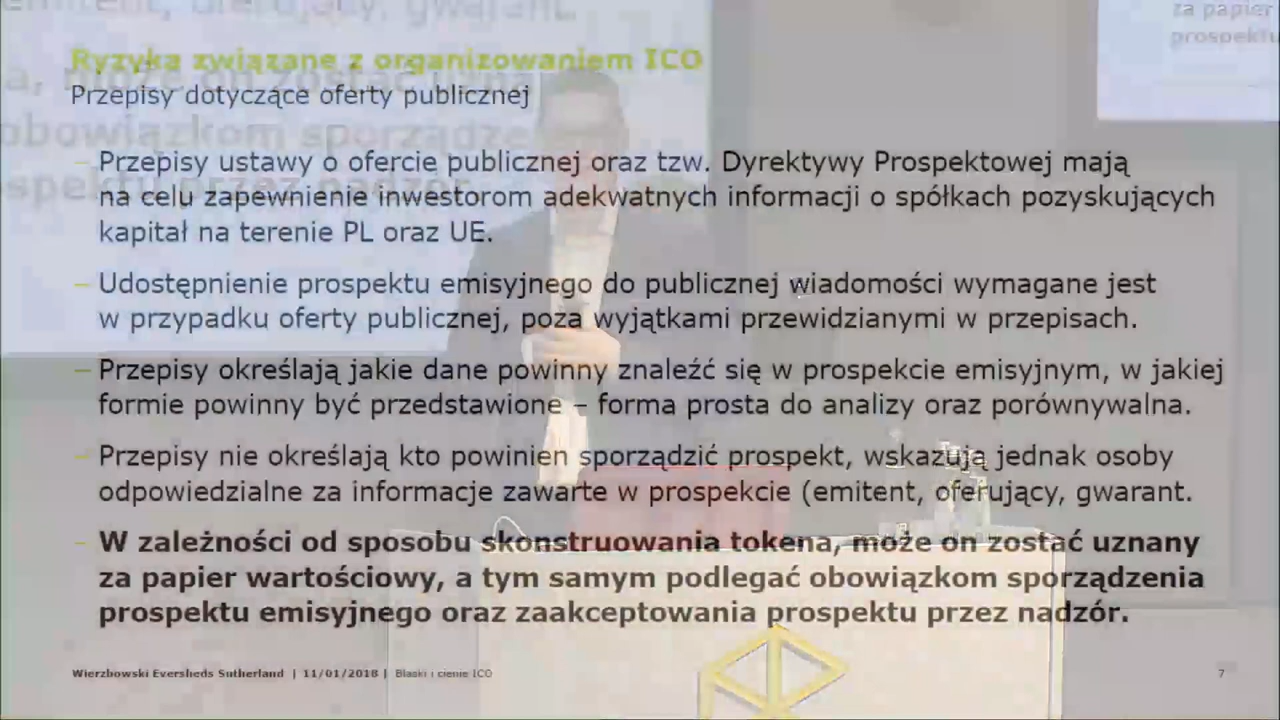 Ryzyka związane z organizowaniem ICO
Przepisy dotyczące oferty publicznej
– Przepisy ustawy o ofercie publicznej oraz tzw. Dyrektywy Prospektowej mają
na celu zapewnienie inwestorom adekwatnych informacji o spółkach pozyskujących
kapitał na terenie PL oraz UE.
– Udostępnienie prospektu emisyjnego do publicznej wiadomości wymagane jest
w przypadku oferty publicznej, poza wyjątkami przewidzianymi w przepisach.
– Przepisy określają jakie dane powinny znaleźć się w prospekcie emisyjnym, w jakiej
formie powinny być przedstawione – forma prosta do analizy oraz porównywalna.
– Przepisy nie określają kto powinien sporządzić prospekt, wskazują jednak osoby
odpowiedzialne za informacje zawarte w prospekcie (emitent, oferujący, gwarant.
– W zależności od sposobu skonstruowania tokena, może on zostać uznany
za papier wartościowy, a tym samym podlegać obowiązkom sporządzenia
prospektu emisyjnego oraz zaakceptowania prospektu przez nadzór.
Wierzbowski Eversheds Sutherland | 11/01/2018 | Blaski i cienie ICO
7